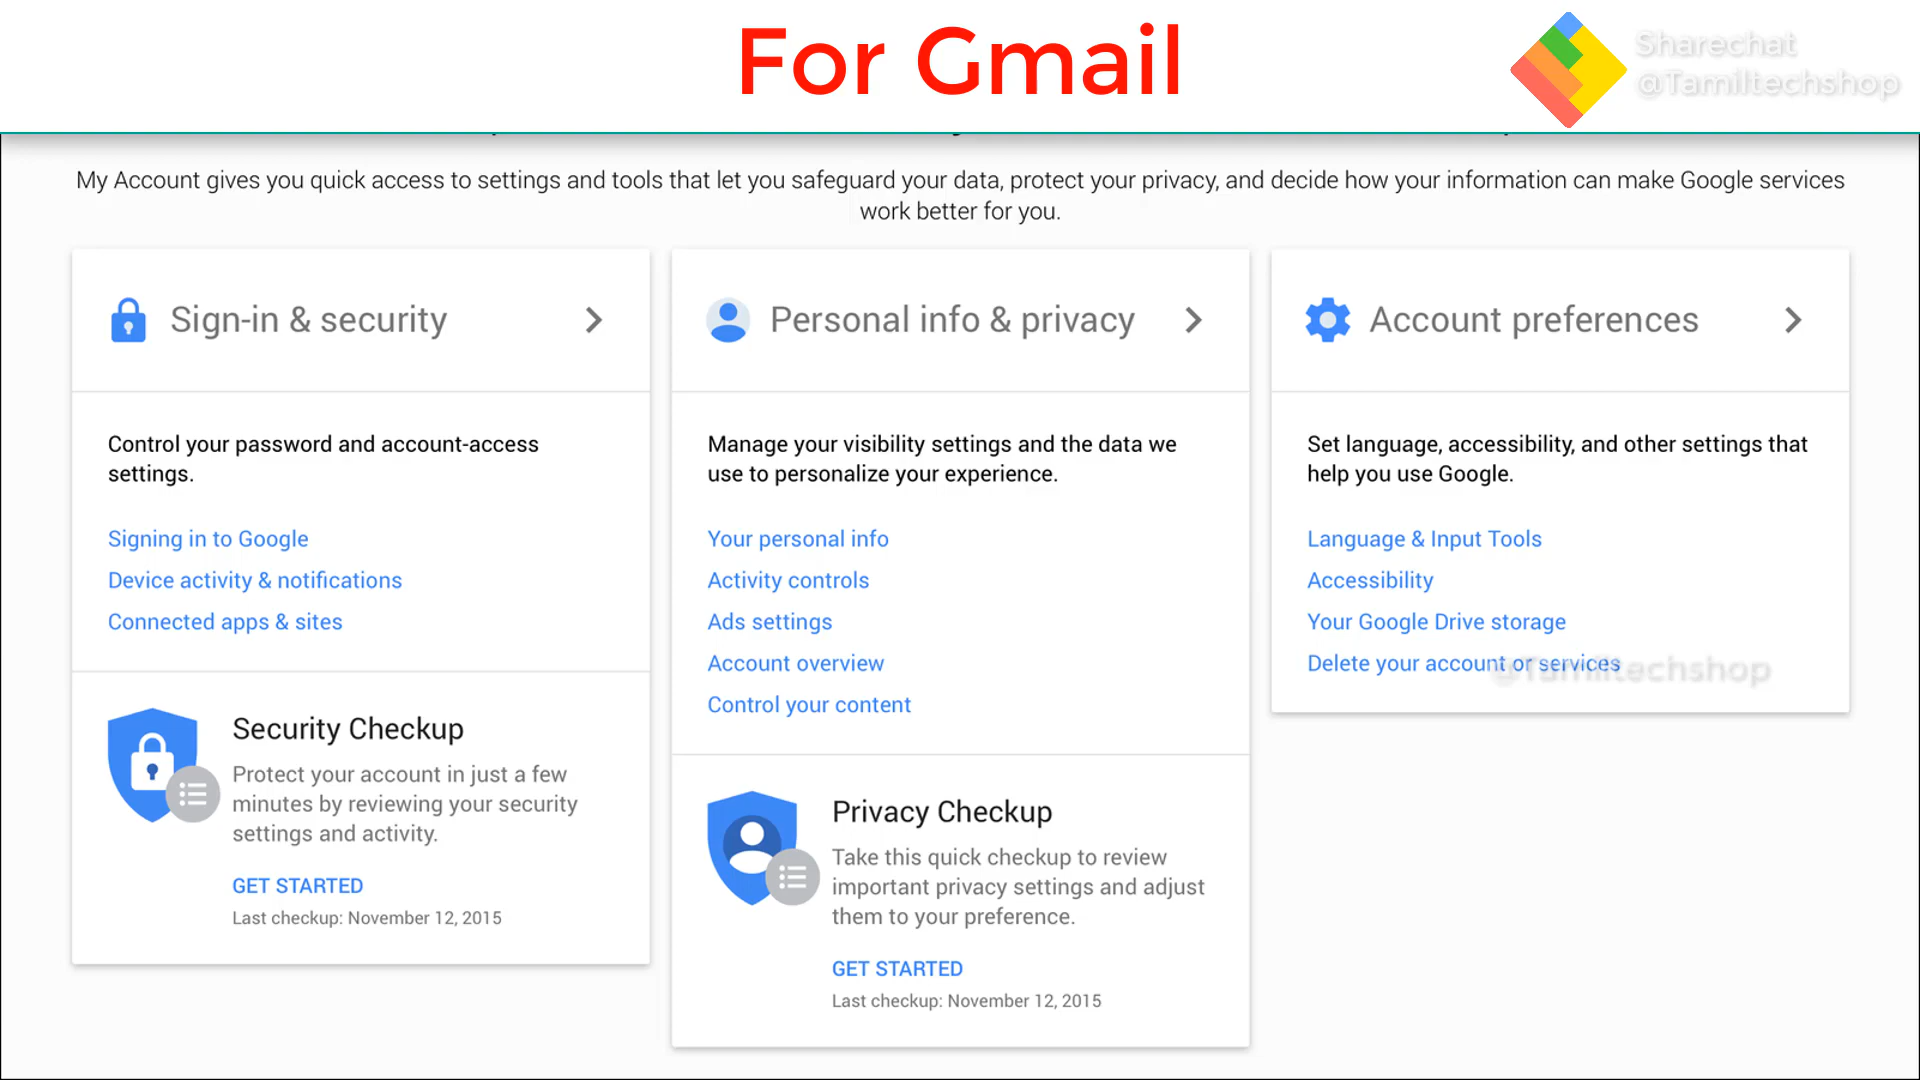 For Gmail
Sharechat
@Tamiltechshop
My Account gives you quick access to settings and tools that let you safeguard your data, protect your privacy, and decide how your information can make Google services
work better for you.
Sign-in & security
Control your password and account-access
settings.
Signing in to Google
Device activity & notifications
Connected apps & sites
Security Checkup
Protect your account in just a few
minutes by reviewing your security
settings and activity.
GET STARTED
Last checkup: November 12, 2015
Personal info & privacy
Manage your visibility settings and the data we
use to personalize your experience.
Your personal info
Activity controls
Ads settings
Account overview
Control your content
Privacy Checkup
Take this quick checkup to review
important privacy settings and adjust
them to your preference.
GET STARTED
Last checkup: November 12, 2015
Account preferences
Set language, accessibility, and other settings that
help you use Google.
Language & Input Tools
Accessibility
Your Google Drive storage
Delete your account or services
@Tamiltechshop